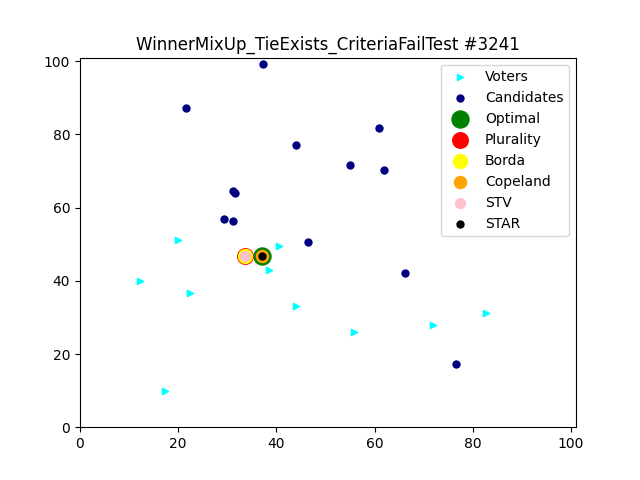 WinnerMixUp_TieExists_CriteriaFailTest #3241
100
80
60
40
20
0
0 20 40 60 80 100
Voters
Candidates
Optimal
Plurality
Borda
Copeland
STV
STAR